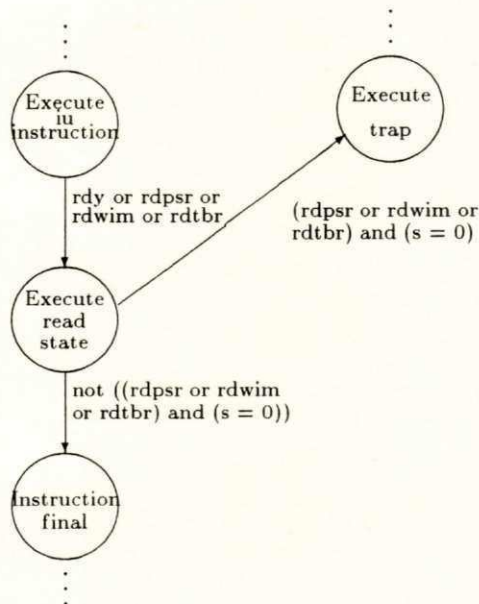 Execute
iu
instruction
Execute
trap
rdy or rdpsr or
rdwim or rdtbr
(rdpsr or rdwim or
rdtbr) and (s = 0)
Execute
read
state
not ((rdpsr or rdwim
or rdtbr) and (s = 0))
Instruction
final